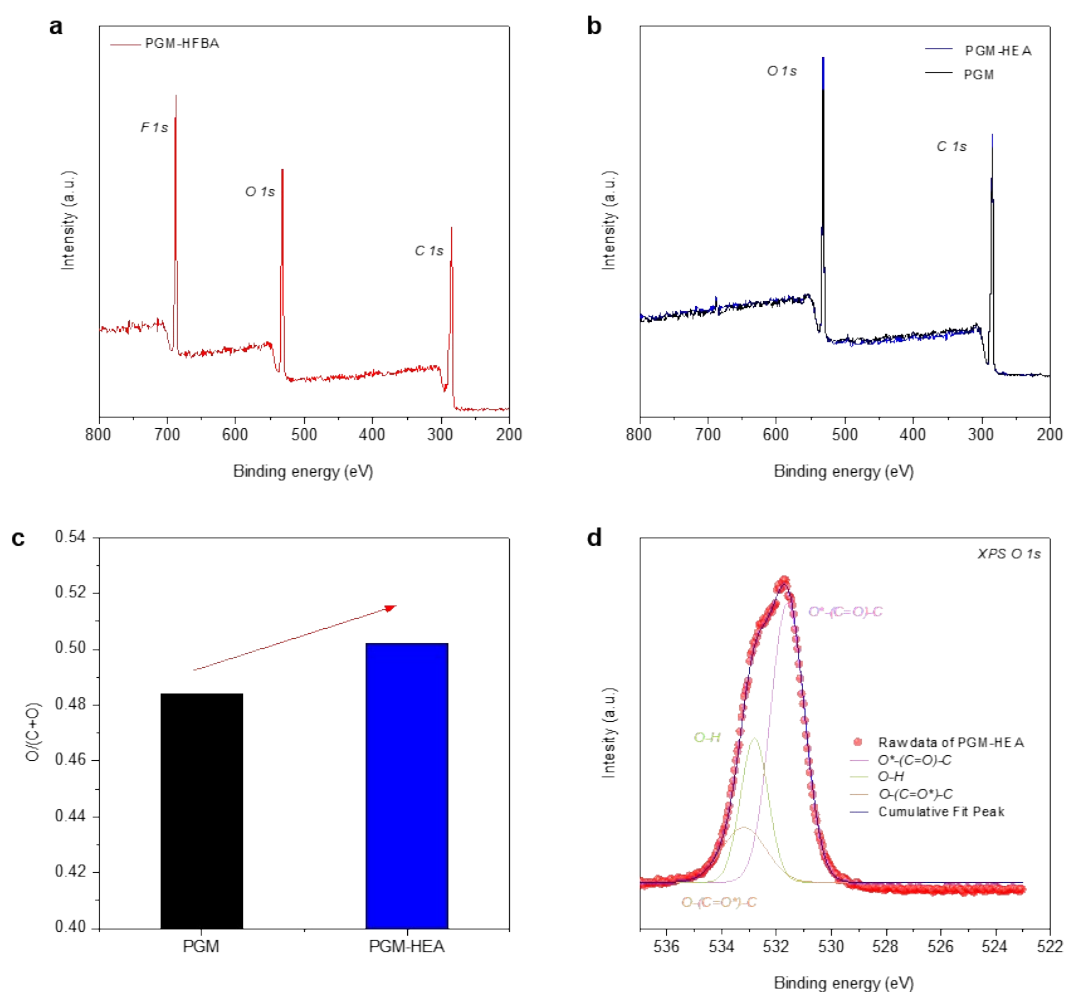 a
PGM-HFBA
F 1s
O 1s
C 1s
Intensity (a.u.)
800 700 600 500 400 300 200
Binding energy (eV)
b
PGM-HEA
PGM
O 1s
C 1s
Intensity (a.u.)
800 700 600 500 400 300 200
Binding energy (eV)
c
0.54
0.52
0.50
0.48
0.46
0.44
0.42
0.40
O/(C+O)
PGM PGM-HEA
d
XPS O 1s
O*-(C=O)-C
O-H
O-(C=O*)-C
Raw data of PGM-HEA
O*-(C=O)-C
O-H
O-(C=O*)-C
Cumulative Fit Peak
Intesity (a.u.)
536 534 532 530 528 526 524 522
Binding energy (eV)